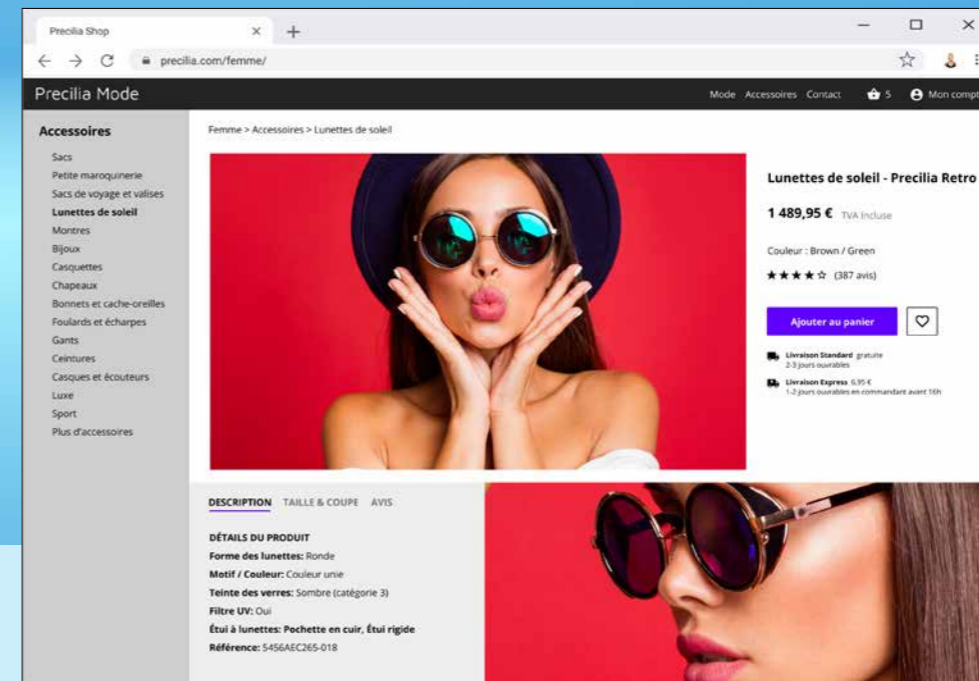 Precilia Shop
precilia.com/femme/
Precilia Mode
Mode Accessoires Contact 5 Mon compt
Accessoires
Sacs
Petite maroquinerie
Sacs de voyage et valises
Lunettes de soleil
Montres
Bijoux
Casquettes
Chapeaux
Bonnets et cache-oreilles
Foulards et écharpes
Gants
Ceintures
Casques et écouteurs
Luxe
Sport
Plus d'accessoires
Femme > Accessoires > Lunettes de soleil
Lunettes de soleil - Precilia Retro
1 489,95 € TVA Incluse
Couleur : Brown / Green
(387 avis)
Ajouter au panier
Livraison Standard gratuite
2-3 jours ouvrables
Livraison Express 6,95 €
1-2 jours ouvrables en commandant avant 16h
DESCRIPTION TAILLE & COUPE AVIS
DÉTAILS DU PRODUIT
Forme des lunettes: Ronde
Motif / Couleur: Couleur unie
Teinte des verres: Sombre (catégorie 3)
Filtre UV: Oui
Étui à lunettes: Pochette en cuir, Étui rigide
Référence: 5456AEC265-018